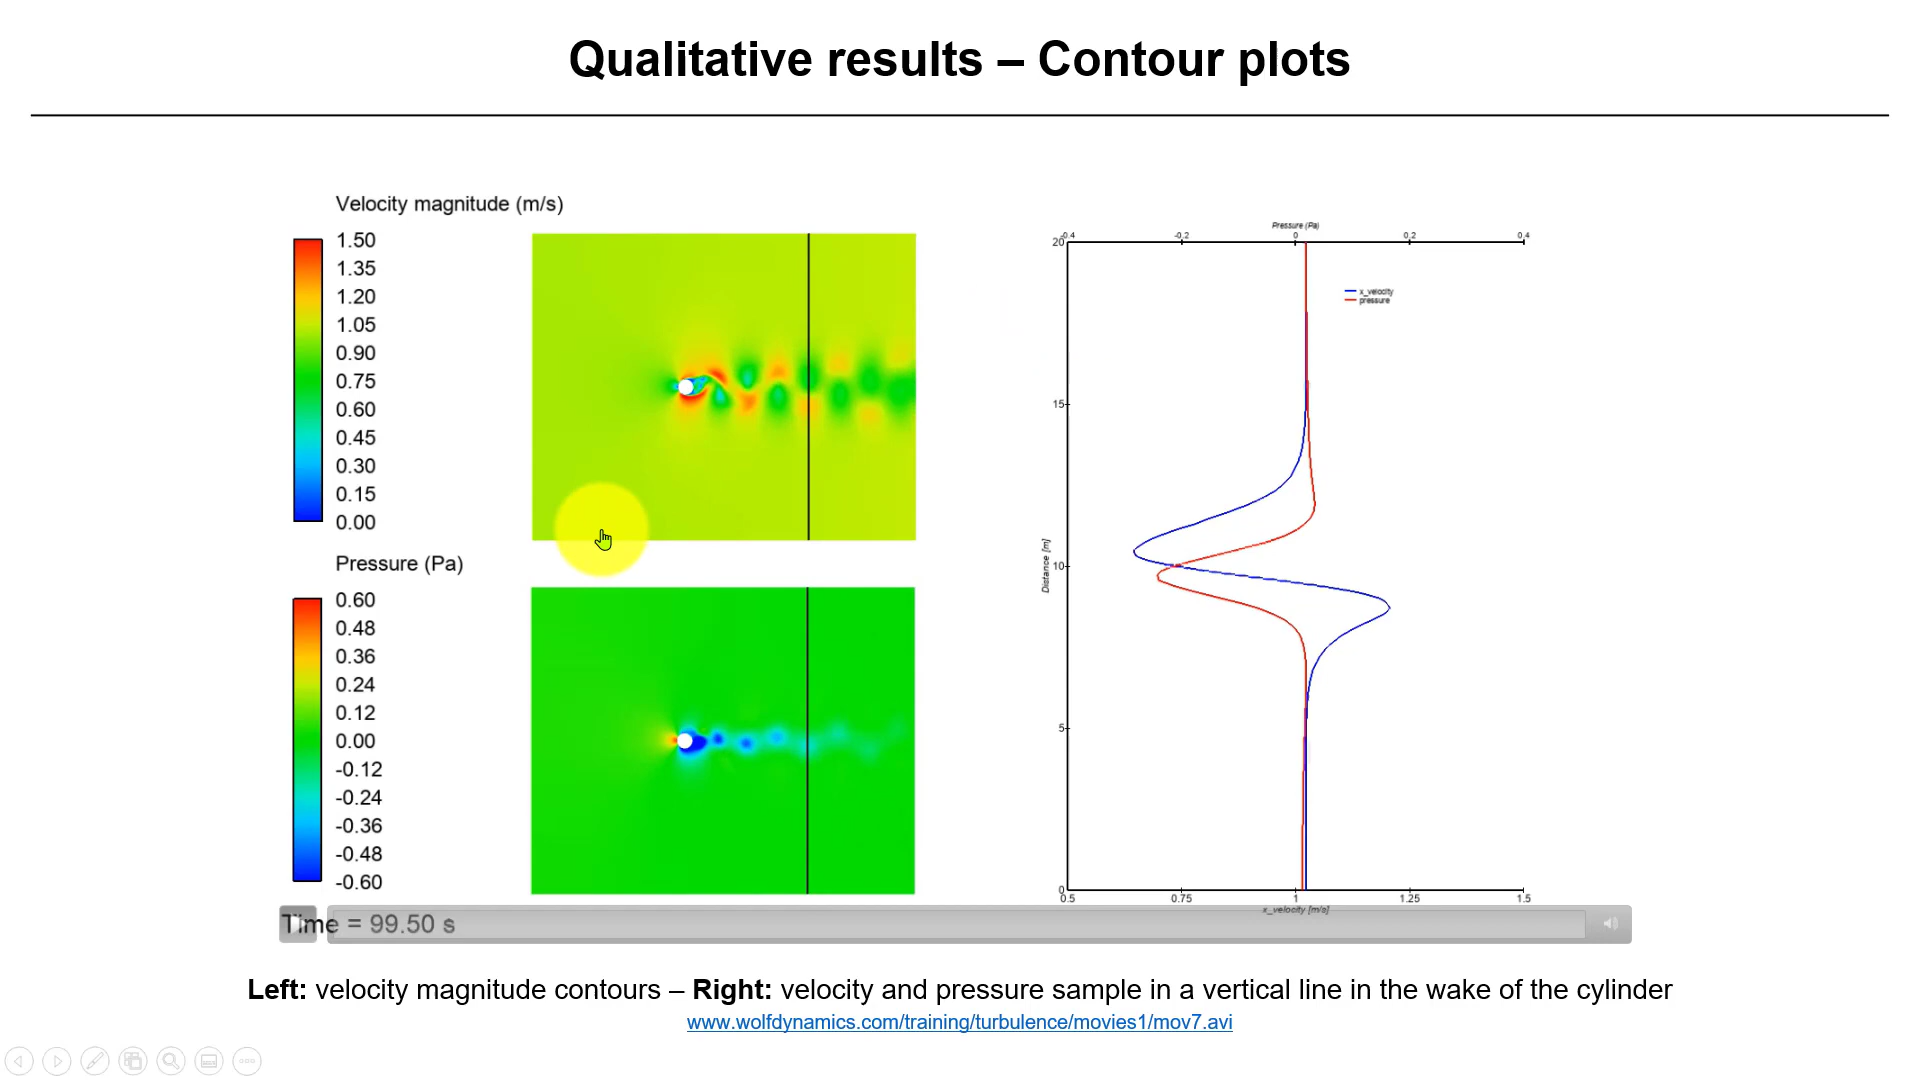 Qualitative results – Contour plots
Velocity magnitude (m/s)
1.50
1.35
1.20
1.05
0.90
0.75
0.60
0.45
0.30
0.15
0.00
Pressure (Pa)
0.60
0.48
0.36
0.24
0.12
0.00
-0.12
-0.24
-0.36
-0.48
-0.60
Time = 99.50 s
Pressure (Pa)
-0.2 0 0.2 0.4
20
15
10
5
0
Distance [m]
x_velocity
pressure
0.5 0.75 1 1.25 1.5
x_velocity [m/s]
Left: velocity magnitude contours – Right: velocity and pressure sample in a vertical line in the wake of the cylinder
www.wolfdynamics.com/training/turbulence/movies1/mov7.avi